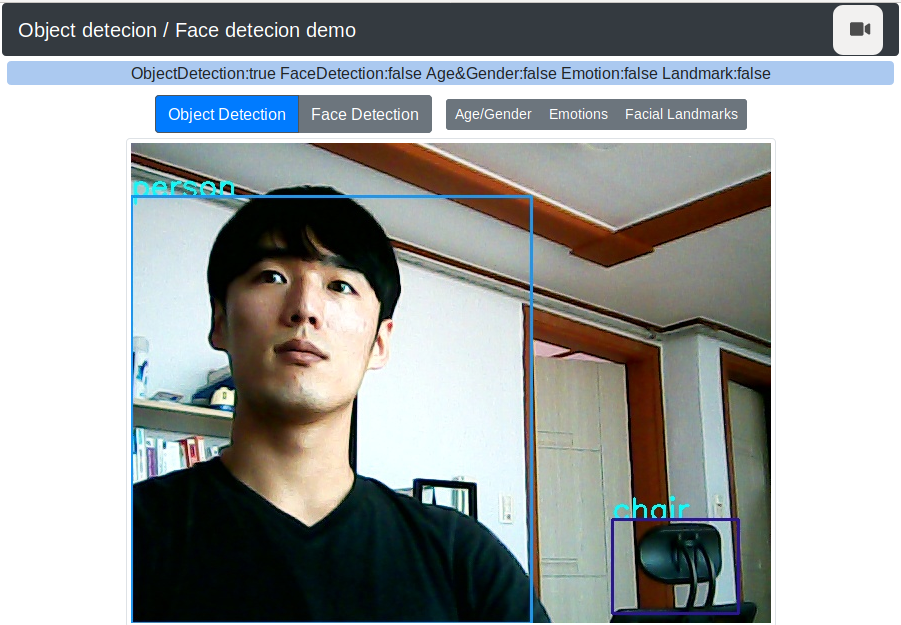 Object detecion / Face detecion demo
ObjectDetection:true FaceDetection:false Age&Gender:false Emotion:false Landmark:false
Object Detection Face Detection Age/Gender Emotions Facial Landmarks
person
chair